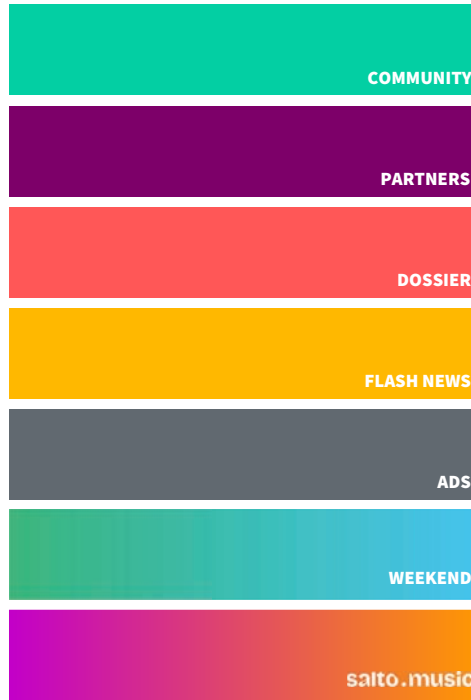 COMMUNITY
PARTNERS
DOSSIER
FLASH NEWS
ADS
WEEKEND
salto.music